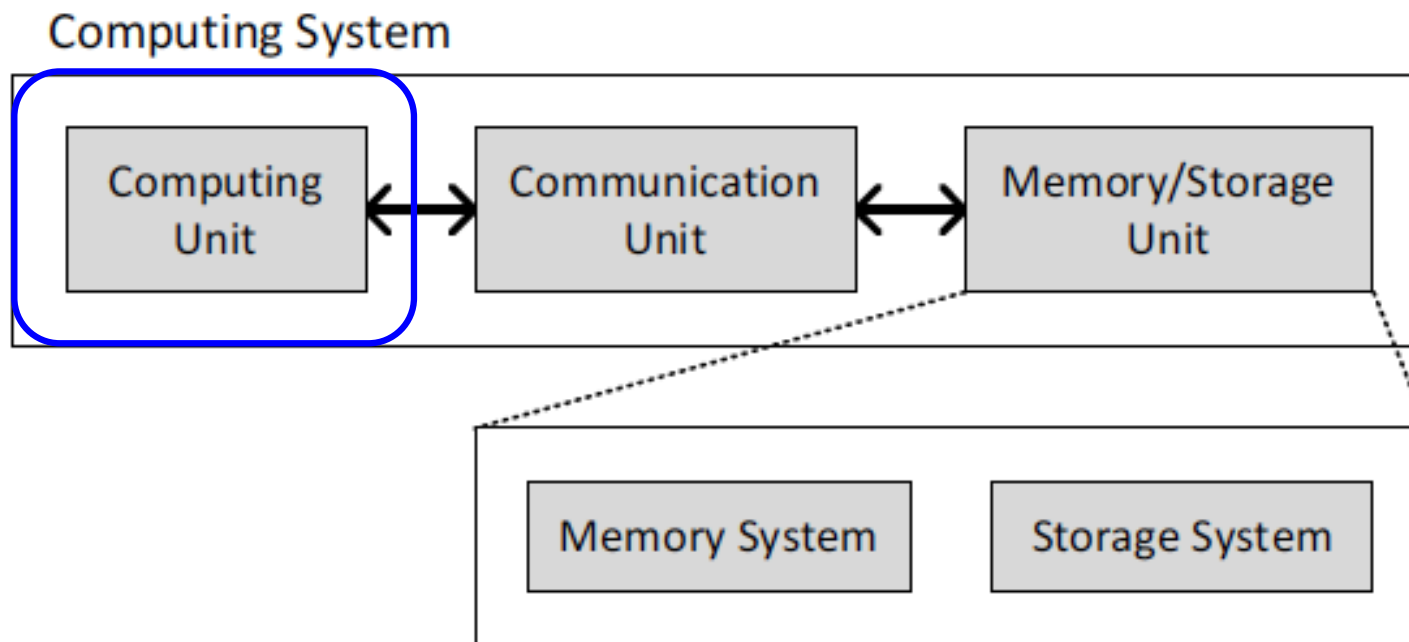 Computing System
Computing
Unit
Communication
Unit
Memory/Storage
Unit
Memory System
Storage System